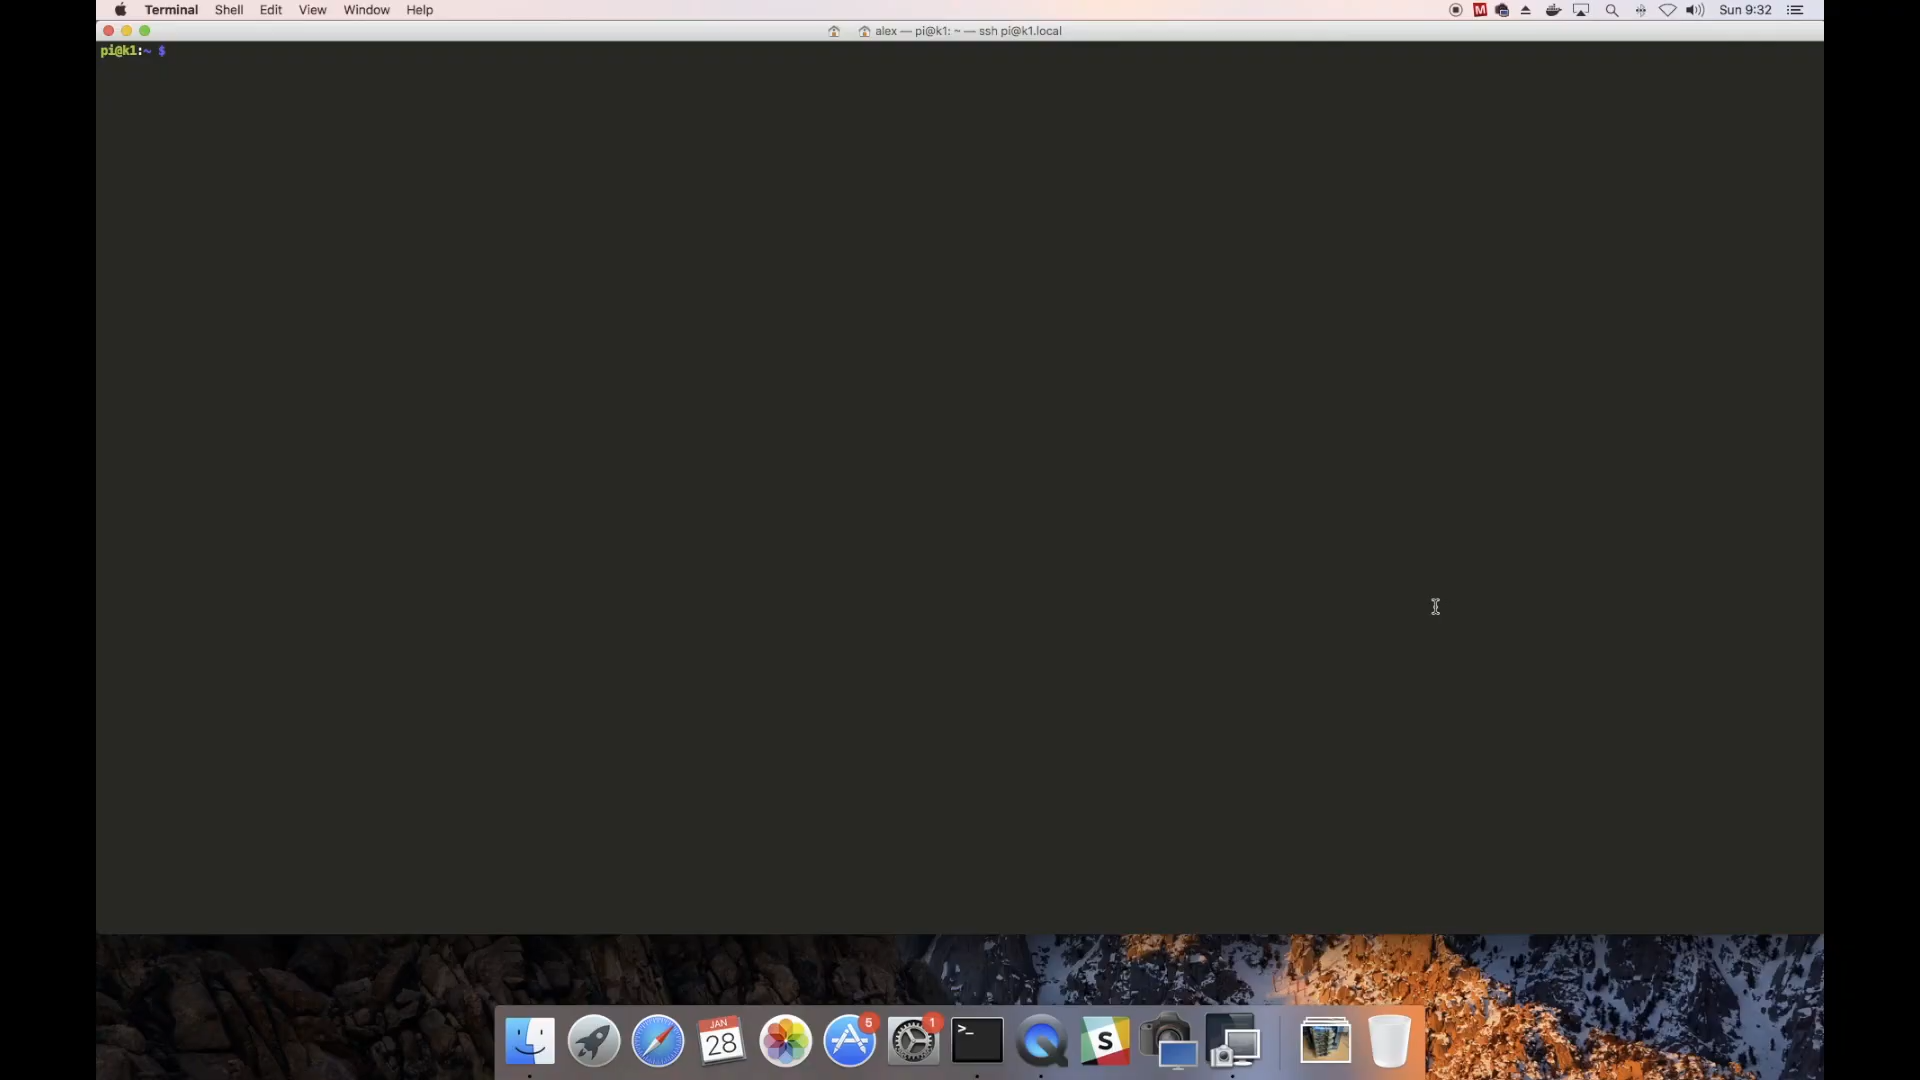 Terminal Shell Edit View Window Help
Sun 9:32
alex — pi@k1: ~ — ssh pi@k1.local
pi@k1:~ $
JAN
28
5
1
>_
S
M